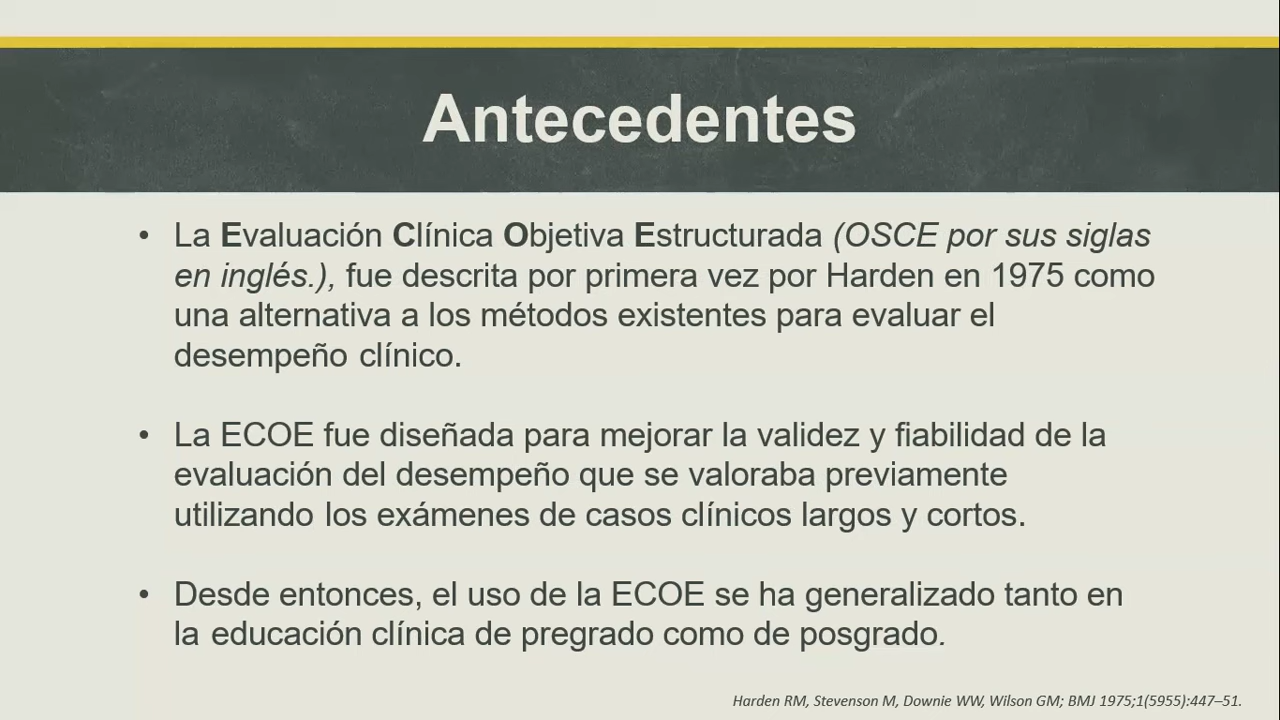 Antecedentes
• La Evaluación Clínica Objetiva Estructurada (OSCE por sus siglas
en inglés.), fue descrita por primera vez por Harden en 1975 como
una alternativa a los métodos existentes para evaluar el
desempeño clínico.
• La ECOE fue diseñada para mejorar la validez y fiabilidad de la
evaluación del desempeño que se valoraba previamente
utilizando los exámenes de casos clínicos largos y cortos.
• Desde entonces, el uso de la ECOE se ha generalizado tanto en
la educación clínica de pregrado como de posgrado.
Harden RM, Stevenson M, Downie WW, Wilson GM; BMJ 1975;1(5955):447–51.